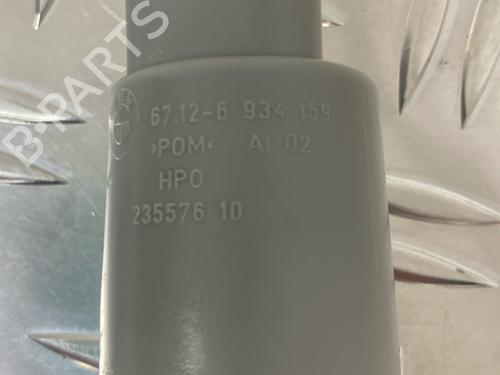 67.12-6 934 159
>POM< AI 02
HPO
235576 10
B-PARTS